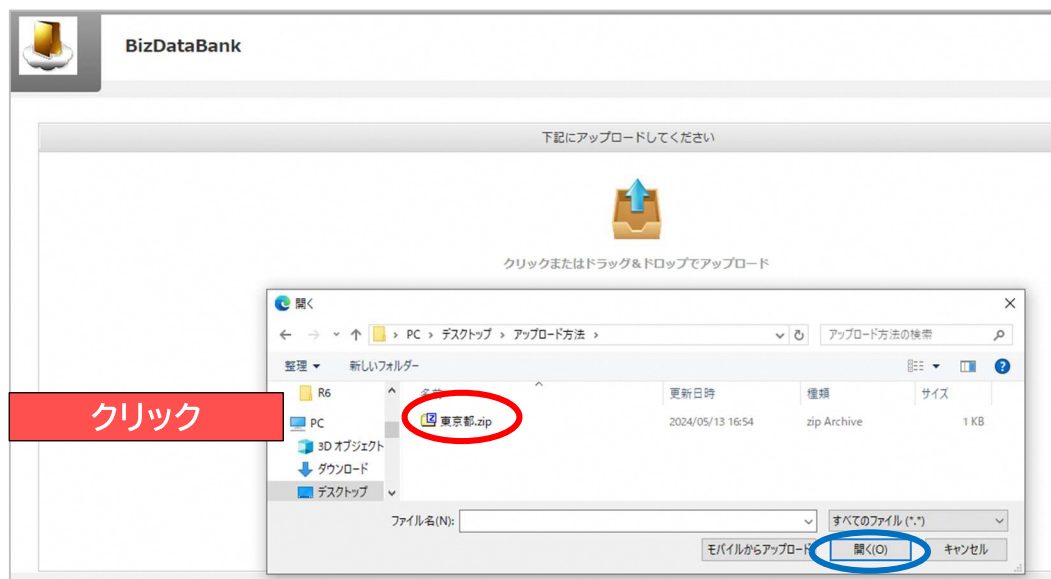 BizDataBank
下記にアップロードしてください
クリックまたはドラッグ&ドロップでアップロード
開く
PC › デスクトップ › アップロード方法 ›
アップロード方法の検索
整理 新しいフォルダー
R6
PC
3D オブジェクト
ダウンロード
デスクトップ
名前 更新日時 種類 サイズ
東京都.zip 2024/05/13 16:54 zip Archive 1 KB
クリック
ファイル名(N): すべてのファイル (*.*)
モバイルからアップロード 開く(O) キャンセル